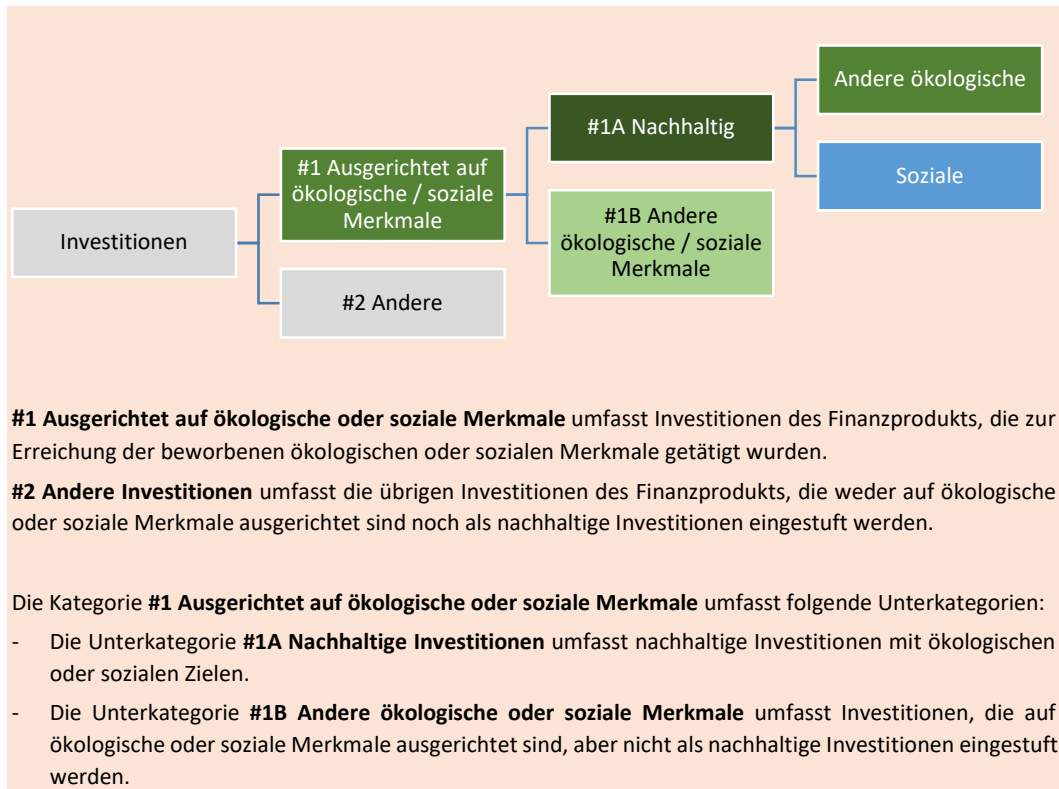 Andere ökologische
#1A Nachhaltig
#1 Ausgerichtet auf
ökologische / soziale
Merkmale
Soziale
#1B Andere
ökologische / soziale
Merkmale
Investitionen
#2 Andere
#1 Ausgerichtet auf ökologische oder soziale Merkmale umfasst Investitionen des Finanzprodukts, die zur
Erreichung der beworbenen ökologischen oder sozialen Merkmale getätigt wurden.
#2 Andere Investitionen umfasst die übrigen Investitionen des Finanzprodukts, die weder auf ökologische
oder soziale Merkmale ausgerichtet sind noch als nachhaltige Investitionen eingestuft werden.
Die Kategorie #1 Ausgerichtet auf ökologische oder soziale Merkmale umfasst folgende Unterkategorien:
- Die Unterkategorie #1A Nachhaltige Investitionen umfasst nachhaltige Investitionen mit ökologischen
oder sozialen Zielen.
- Die Unterkategorie #1B Andere ökologische oder soziale Merkmale umfasst Investitionen, die auf
ökologische oder soziale Merkmale ausgerichtet sind, aber nicht als nachhaltige Investitionen eingestuft
werden.